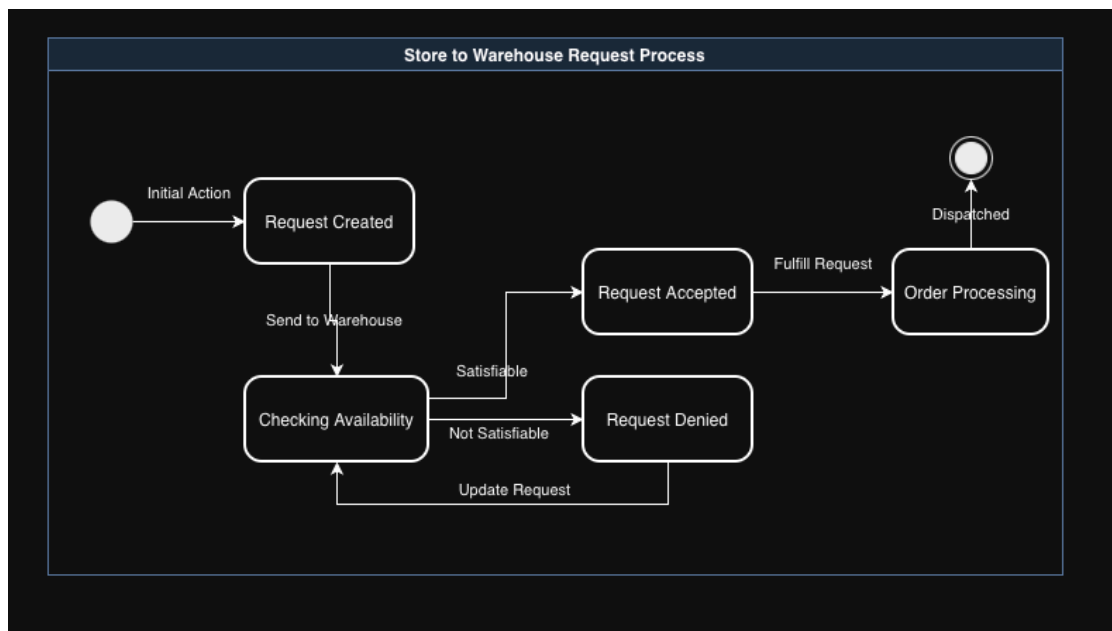 Store to Warehouse Request Process
Initial Action
Request Created
Dispatched
Send to Warehouse
Request Accepted
Fulfill Request
Order Processing
Satisfiable
Checking Availability
Not Satisfiable
Request Denied
Update Request